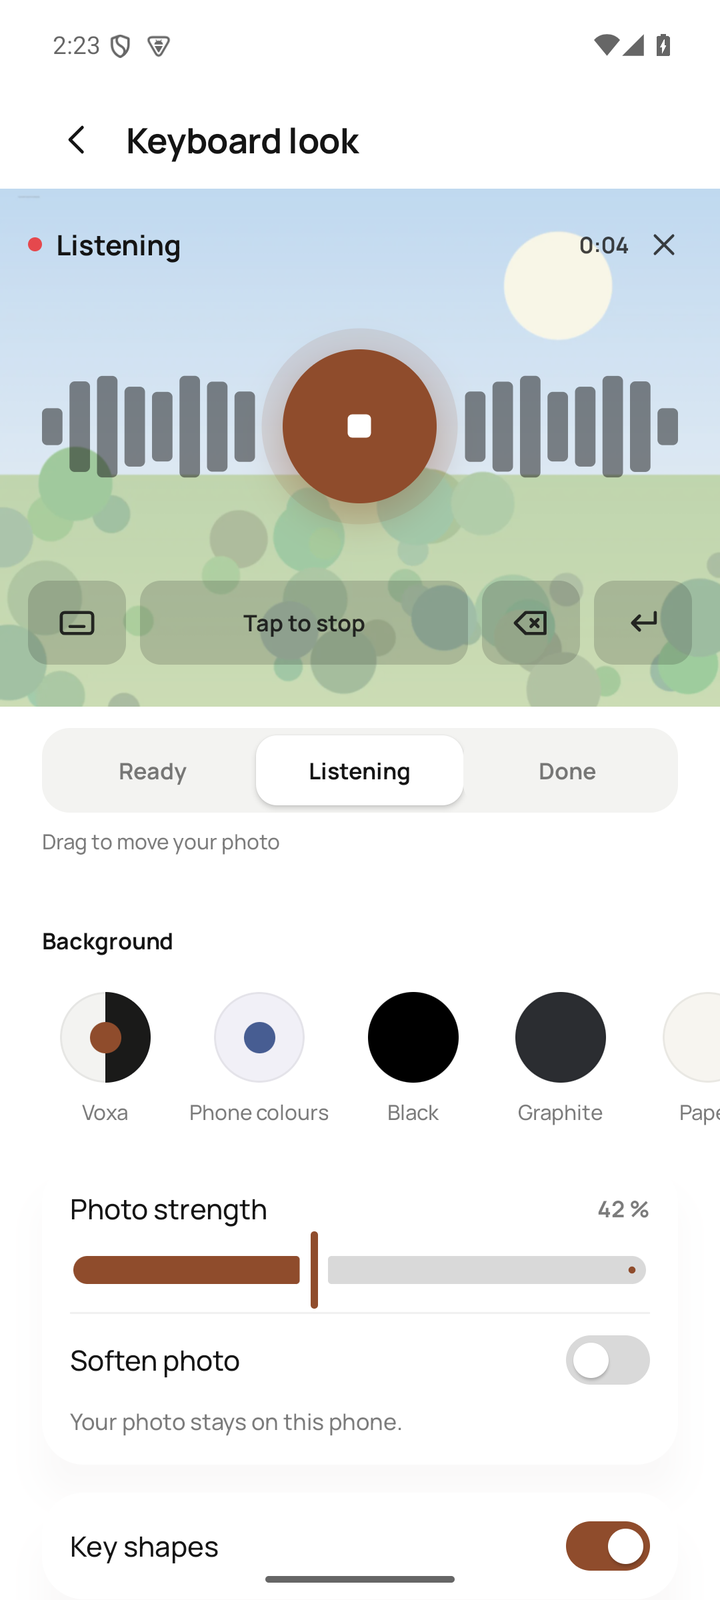 2:23
Keyboard look
Listening 0:04
Tap to stop
Ready Listening Done
Drag to move your photo
Background
Voxa Phone colours Black Graphite Pape
Photo strength 42 %
Soften photo
Your photo stays on this phone.
Key shapes